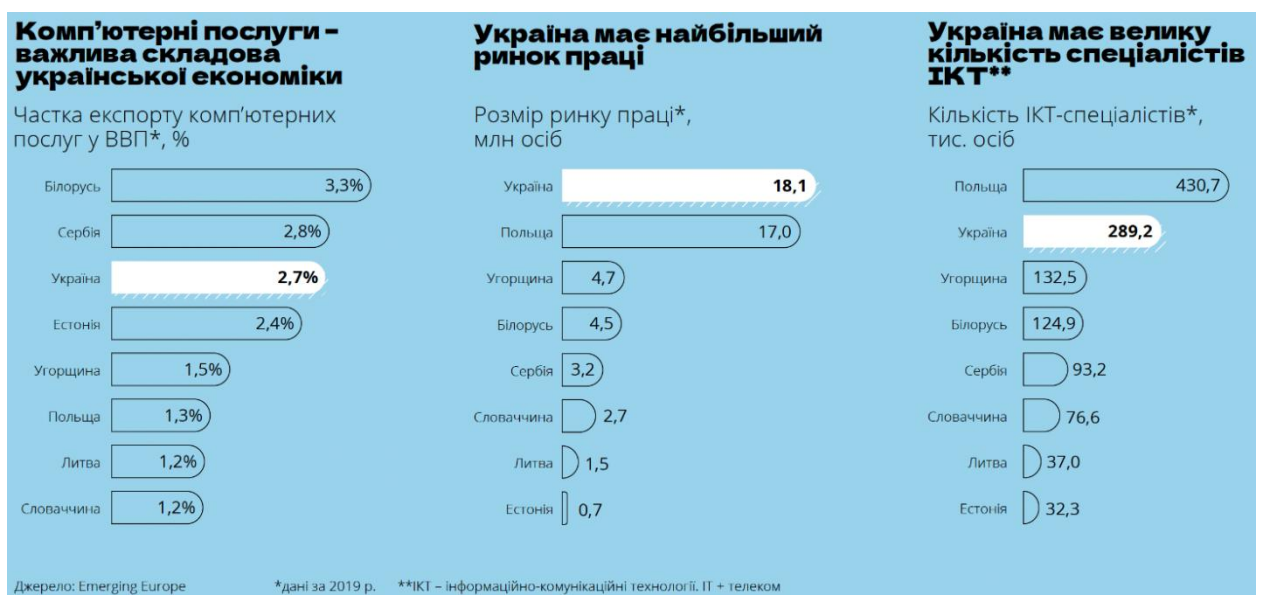 Комп’ютерні послуги –
важлива складова
української економіки
Частка експорту комп’ютерних
послуг у ВВП*, %
Білорусь 3,3%
Сербія 2,8%
Україна 2,7%
Естонія 2,4%
Угорщина 1,5%
Польща 1,3%
Литва 1,2%
Словаччина 1,2%
Україна має найбільший
ринок праці
Розмір ринку праці*,
млн осіб
Україна 18,1
Польща 17,0
Угорщина 4,7
Білорусь 4,5
Сербія 3,2
Словаччина 2,7
Литва 1,5
Естонія 0,7
Україна має велику
кількість спеціалістів
ІКТ**
Кількість ІКТ-спеціалістів*,
тис. осіб
Польща 430,7
Україна 289,2
Угорщина 132,5
Білорусь 124,9
Сербія 93,2
Словаччина 76,6
Литва 37,0
Естонія 32,3
Джерело: Emerging Europe *дані за 2019 р. **ІКТ – інформаційно-комунікаційні технології. ІТ + телеком